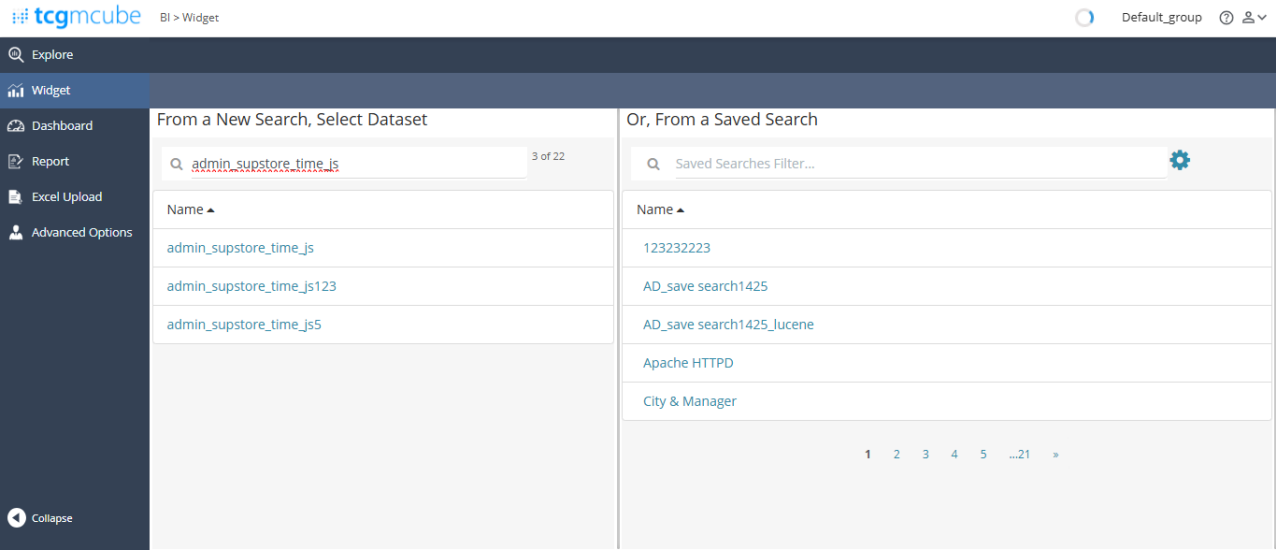 tcgmcube
BI > Widget
Default_group
Explore
Widget
Dashboard
Report
Excel Upload
Advanced Options
Collapse
From a New Search, Select Dataset
admin_supstore_time_js
3 of 22
Name
admin_supstore_time_js
admin_supstore_time_js123
admin_supstore_time_js5
Or, From a Saved Search
Saved Searches Filter...
Name
123232223
AD_save search1425
AD_save search1425_lucene
Apache HTTPD
City & Manager
1 2 3 4 5 ...21 »